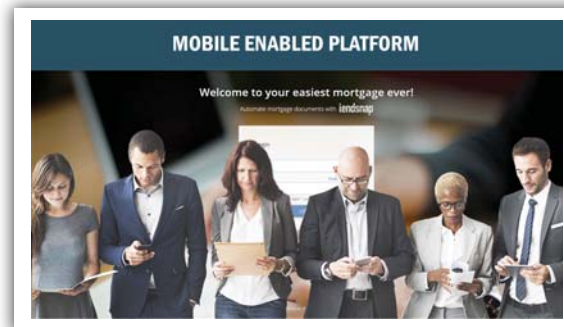 MOBILE ENABLED PLATFORM
Welcome to your easiest mortgage ever!
Automate mortgage documents with lendsnap